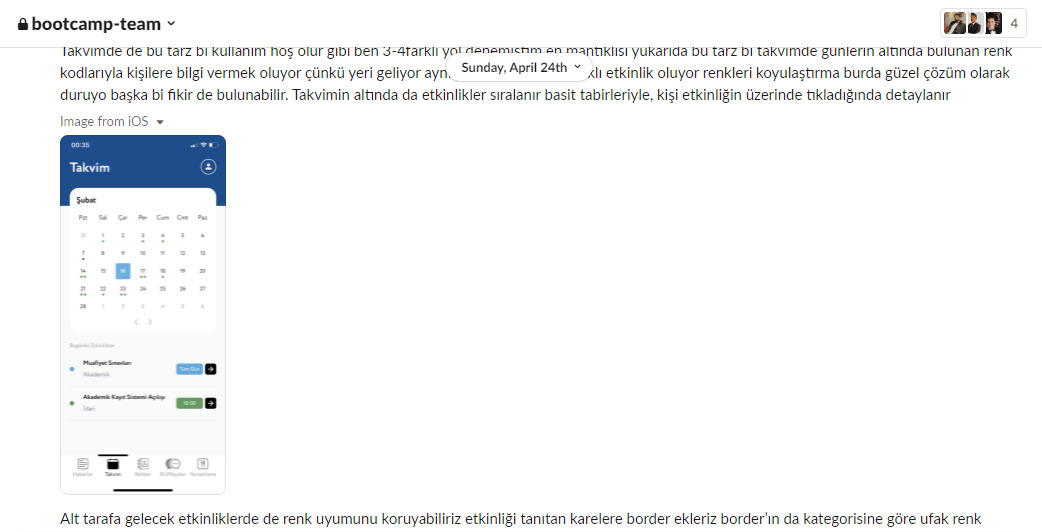 bootcamp-team
4
Takvimde de bu tarz bi kullanım hoş olur gibi ben 3-4farklı yol denemiştim en mantıklısı yukarıda bu tarz bi takvimde günlerin altında bulunan renk
Sunday, April 24th
kodlarıyla kişilere bilgi vermek oluyor çünkü yeri geliyor etkinlik oluyor renkleri koyulaştırma burda güzel çözüm olarak
duruyo başka bi fikir de bulunabilir. Takvimin altında da etkinlikler sıralanır basit tabirleriyle, kişi etkinliğin üzerinde tıkladığında detaylanır
Image from iOS
00:35
Takvim
Şubat
Pzt Sal Çar Per Cum Cmt Paz
31 1 2 3 4 5 6
7 8 9 10 11 12 13
14 15 16 17 18 19 20
21 22 23 24 25 26 27
28 1 2 3 4 5 6
Bugünkü Etkinlikler
Muafiyet Sınavları
Tüm Gün
Akademik
Akademik Kayıt Sistemi Açılışı
10:00
İdari
Haberler Takvim Rehber Yemekhane
Alt tarafa gelecek etkinliklerde de renk uyumunu koruyabiliriz etkinliği tanıtan karelere border ekleriz border'ın da kategorisine göre ufak renk